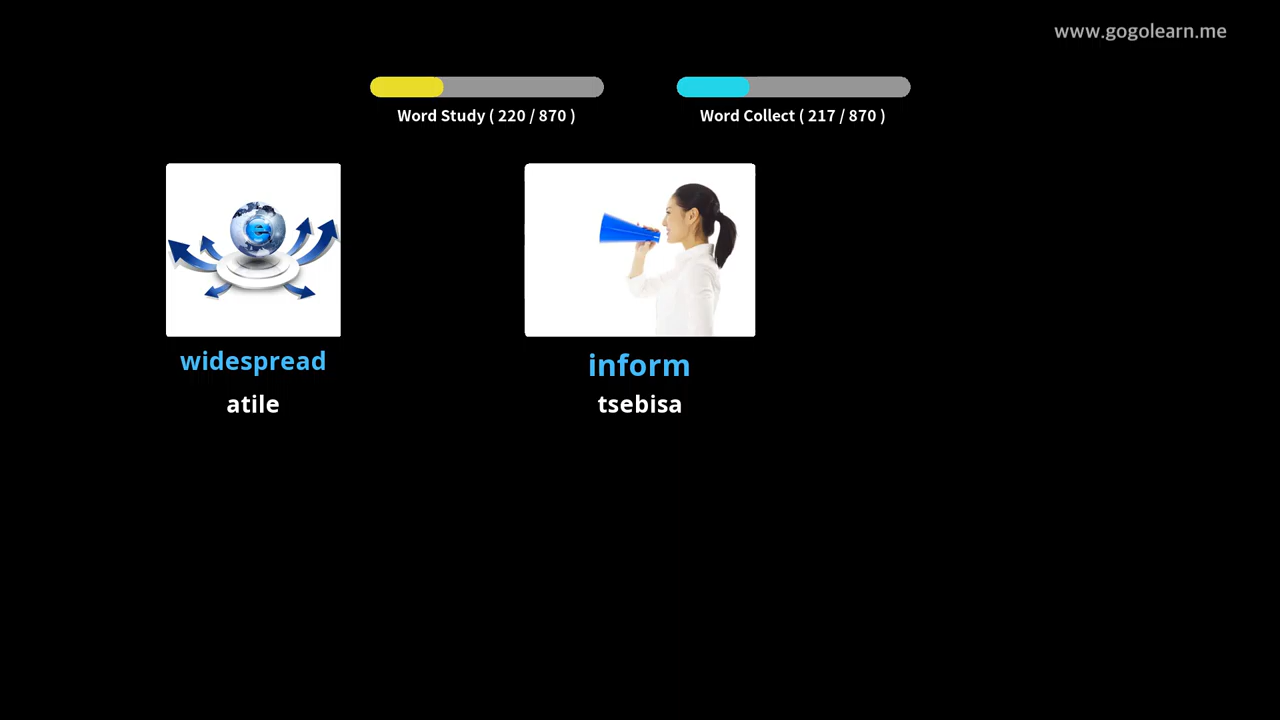 www.gogolearn.me
Word Study ( 220 / 870 )
Word Collect ( 217 / 870 )
e
widespread
atile
inform
tsebisa